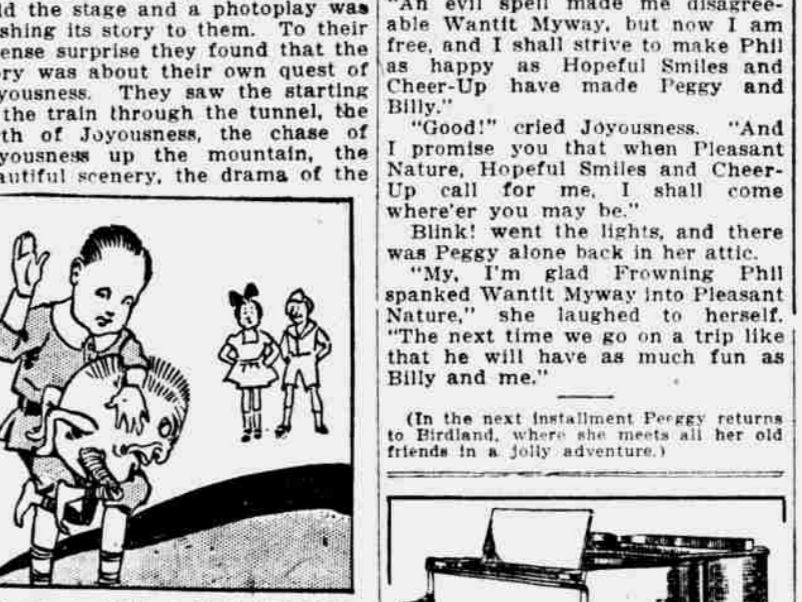 ld the stage and a photoplay was
shing its story to them. To their
ense surprise they found that the
ry was about their own quest of
yousness. They saw the starting
the train through the tunnel, the
th of Joyousness, the chase of
yousness up the mountain, the
autiful scenery, the drama of the
"An evil spell made me disagree-
able Wantit Myway, but now I am
free, and I shall strive to make Phil
as happy as Hopeful Smiles and
Cheer-Up have made Peggy and
Billy."
"Good!" cried Joyousness. "And
I promise you that when Pleasant
Nature, Hopeful Smiles and Cheer-
Up call for me, I shall come
where'er you may be."
Blink! went the lights, and there
was Peggy alone back in her attic.
"My, I'm glad Frowning Phil
spanked Wantit Myway into Pleasant
Nature," she laughed to herself.
"The next time we go on a trip like
that he will have as much fun as
Billy and me."
(In the next installment Peggy returns
to Birdland, where she meets all her old
friends in a jolly adventure.)